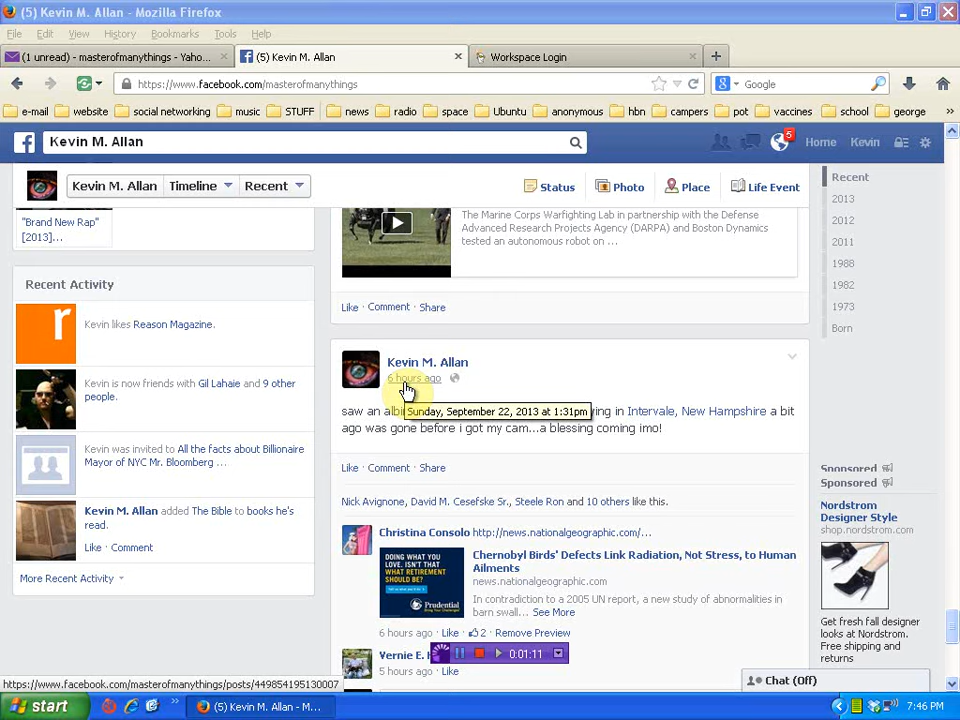 (5) Kevin M. Allan - Mozilla Firefox
File Edit View History Bookmarks Tools Help
(1 unread) - masterofmanythings - Yaho...
(5) Kevin M. Allan
Workspace Login
https://www.facebook.com/masterofmanythings
Google
e-mail website social networking music STUFF news radio space Ubuntu anonymous hbn campers pot vaccines school george
Kevin M. Allan
5
Home Kevin
Kevin M. Allan Timeline Recent
Status Photo Place Life Event
Recent
2013
2012
2011
1988
1982
1973
Born
"Brand New Rap"
[2013]...
The Marine Corps Warfighting Lab in partnership with the Defense
Advanced Research Projects Agency (DARPA) and Boston Dynamics
tested an autonomous robot on ...
Like · Comment · Share
Recent Activity
Kevin likes Reason Magazine.
Kevin is now friends with Gil Lahaie and 9 other
people.
Kevin was invited to All the facts about Billionaire
Mayor of NYC Mr. Bloomberg ...
Kevin M. Allan added The Bible to books he's
read.
Like · Comment
More Recent Activity
Kevin M. Allan
6 hours ago
Sunday, September 22, 2013 at 1:31pm
saw an in Intervale, New Hampshire a bit
ago was gone before i got my cam...a blessing coming imo!
Like · Comment · Share
Nick Avignone, David M. Cesefske Sr., Steele Ron and 10 others like this.
Christina Consolo http://news.nationalgeographic.com/...
DOING WHAT YOU
LOVE. ISN'T THAT
WHAT RETIREMENT
SHOULD BE?
Prudential
Chernobyl Birds' Defects Link Radiation, Not Stress, to Human
Ailments
news.nationalgeographic.com
In contradiction to a 2005 UN report, a new study of abnormalities in
barn swall... See More
6 hours ago · Like · 2 · Remove Preview
Vernie E.
5 hours ago · Like
0:01:11
Sponsored
Sponsored
Nordstrom
Designer Style
shop.nordstrom.com
Get fresh fall designer
looks at Nordstrom.
Free shipping and
returns
Chat (Off)
https://www.facebook.com/masterofmanythings/posts/449854195130007
start
(5) Kevin M. Allan - M...
7:46 PM